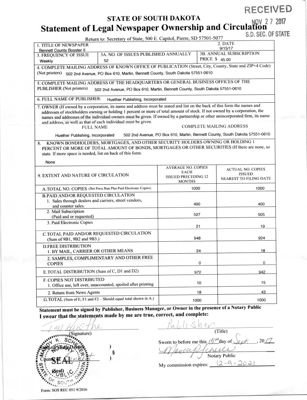 RECEIVED
NOV 27 2017
S.D. SEC. OF STATE
STATE OF SOUTH DAKOTA
Statement of Legal Newspaper Ownership and Circulation
Return to: Secretary of State, 500 E. Capitol, Pierre, SD 57501-5077
1. TITLE OF NEWSPAPER
Bennett County Booster II
2. DATE
9/15/17
3. FREQUENCY OF ISSUE
Weekly
3A. NO. OF ISSUES PUBLISHED ANNUALLY
52
3B. ANNUAL SUBSCRIPTION
PRICE $ 40.00
4. COMPLETE MAILING ADDRESS OF KNOWN OFFICE OF PUBLICATION (Street, City, County, State and ZIP+4 Code)
(Not printers) 502 2nd Avenue, PO Box 610, Martin, Bennett County, South Dakota 57551-0610
5. COMPLETE MAILING ADDRESS OF THE HEADQUARTERS OR GENERAL BUSINESS OFFICES OF THE
PUBLISHER (Not printers) 502 2nd Avenue, PO Box 610, Martin, Bennett County, South Dakota 57551-0610
6. FULL NAME OF PUBLISHER: Huether Publishing, Incorporated
7. OWNER (If owned by a corporation, its name and address must be stated and list on the back of this form the names and
addresses of stockholders owning or holding 1 percent or more of total amount of stock. If not owned by a corporation, the
names and addresses of the individual owners must be given. If owned by a partnership or other unincorporated firm, its name
and address, as well as that of each individual must be given).
FULL NAME
COMPLETE MAILING ADDRESS
Huether Publishing, Incorporated
502 2nd Avenue, PO Box 610, Martin, Bennett County, South Dakota 57551-0610
8. KNOWN BONDHOLDERS, MORTGAGES, AND OTHER SECURITY HOLDERS OWNING OR HOLDING 1
PERCENT OR MORE OF TOTAL AMOUNT OF BONDS, MORTGAGES OR OTHER SECURITIES (If there are none, so
state. If more space is needed, list on back of this form.
None
9. EXTENT AND NATURE OF CIRCULATION
AVERAGE NO. COPIES
EACH
ISSUED PRECEDING 12
MONTHS
ACTUAL NO. COPIES
ISSUED
NEAREST TO FILING DATE
A. TOTAL NO. COPIES (Net Press Run Plus Paid Electronic Copies)
1000
1000
B. PAID AND/OR REQUESTED CIRCULATION
1. Sales through dealers and carriers, street vendors,
and counter sales.
400
400
2. Mail Subscription
(Paid and or requested)
527
505
3. Paid Electronic Copies
21
19
C. TOTAL PAID AND/OR REQUESTED CIRCULATION
(Sum of 9B1, 9B2 and 9B3.)
948
924
D. FREE DISTRIBUTION
1. BY MAIL, CARRIER OR OTHER MEANS
24
18
2. SAMPLES, COMPLIMENTARY AND OTHER FREE
COPIES
0
0
E. TOTAL DISTRIBUTION (Sum of C, D1 and D2)
972
942
F. COPIES NOT DISTRIBUTED
1. Office use, left over, unaccounted, spoiled after printing
10
15
2. Return from News Agents
18
43
G. TOTAL (Sum of E, F1 and F2 - Should equal total shown in A.)
1000
1000
Statement must be signed by Publisher, Business Manager, or Owner in the presence of a Notary Public
I swear that the statements made by me are true, correct, and complete:
Publisher
(Signature)
(Title)
Sworn to before me this 15th day of Sept, 2017
Notary Public
My commission expires: 12-9-2021
SEAL
Form: SOS REC 051 9/2016